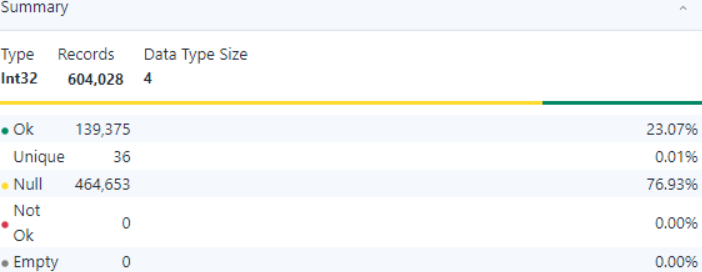 Summary
Type Records Data Type Size
Int32 604,028 4
Ok 139,375 23.07%
Unique 36 0.01%
Null 464,653 76.93%
Not
Ok 0 0.00%
Empty 0 0.00%